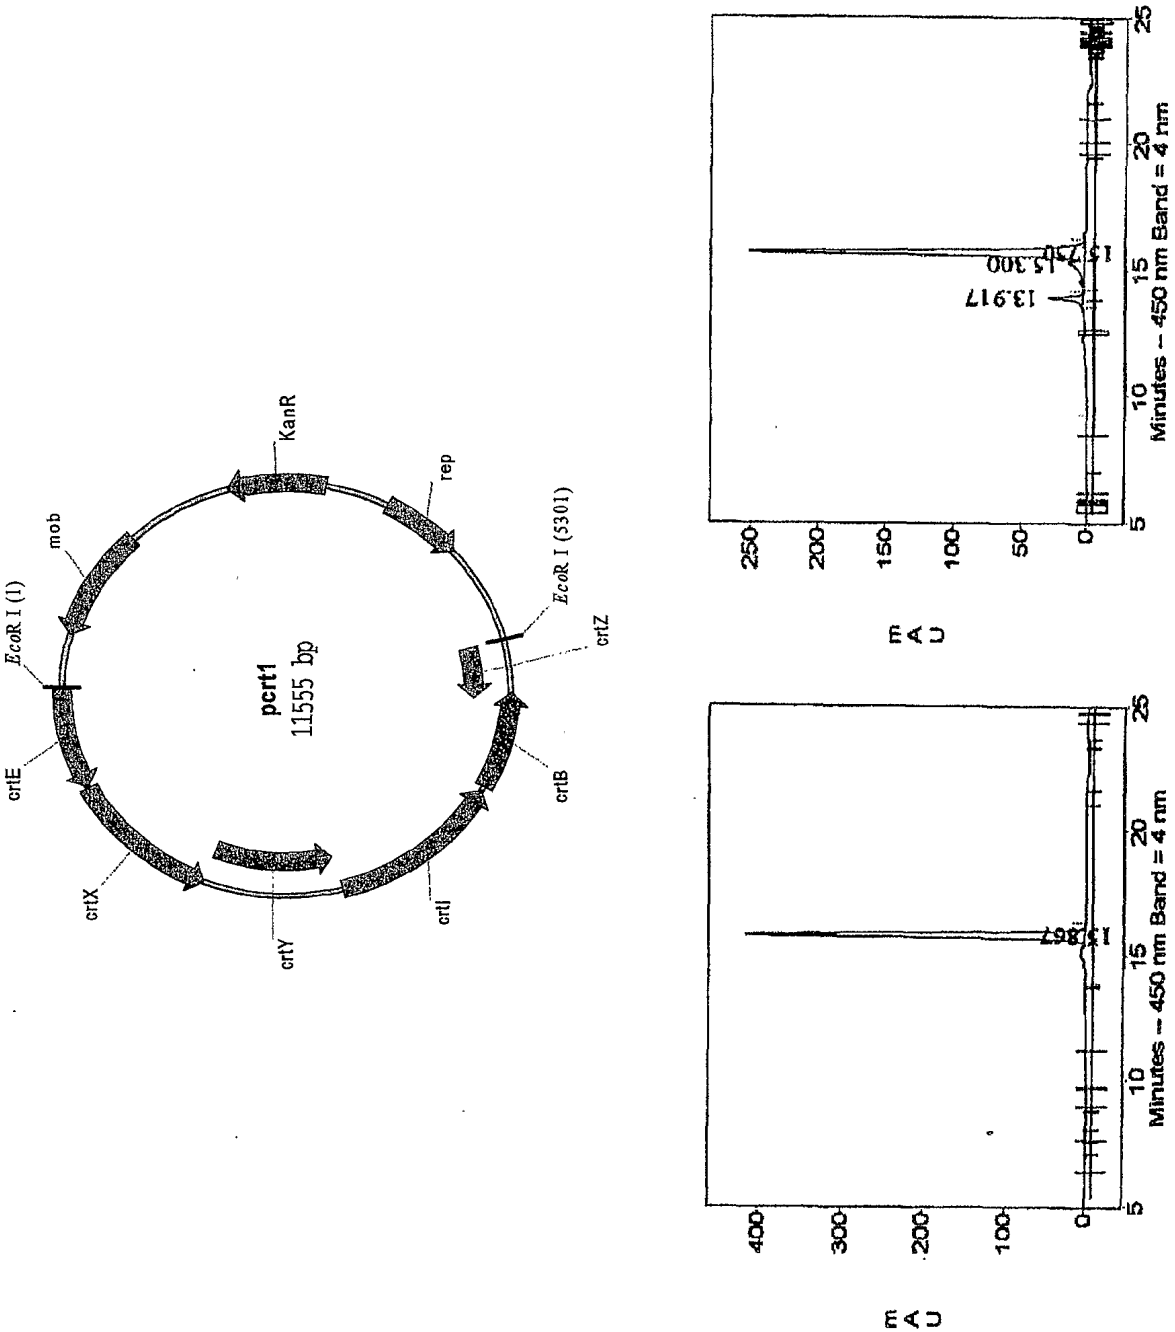 EcoR I (1)
mob
KanR
rep
EcoR I (5301)
crtZ
crtB
crtI
crtY
crtX
crtE
pcrt1
11555 bp
mAU
400
300
200
100
0
15.867
5
10
15
20
25
Minutes -- 450 nm Band = 4 nm
mAU
250
200
150
100
50
0
13.917
15.300
15.750
5
10
15
20
25
Minutes -- 450 nm Band = 4 nm